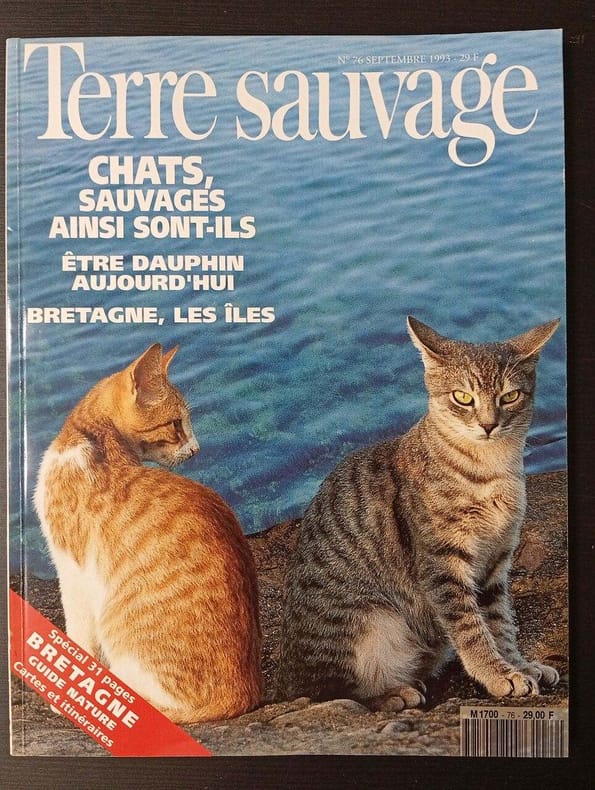 N° 76 SEPTEMBRE 1993 - 29 F
Terre sauvage
CHATS,
SAUVAGES
AINSI SONT-ILS
ÊTRE DAUPHIN
AUJOURD'HUI
BRETAGNE, LES ÎLES
Spécial 31 pages
BRETAGNE
GUIDE NATURE
Cartes et itinéraires
M 1700 - 76 - 29,00 F